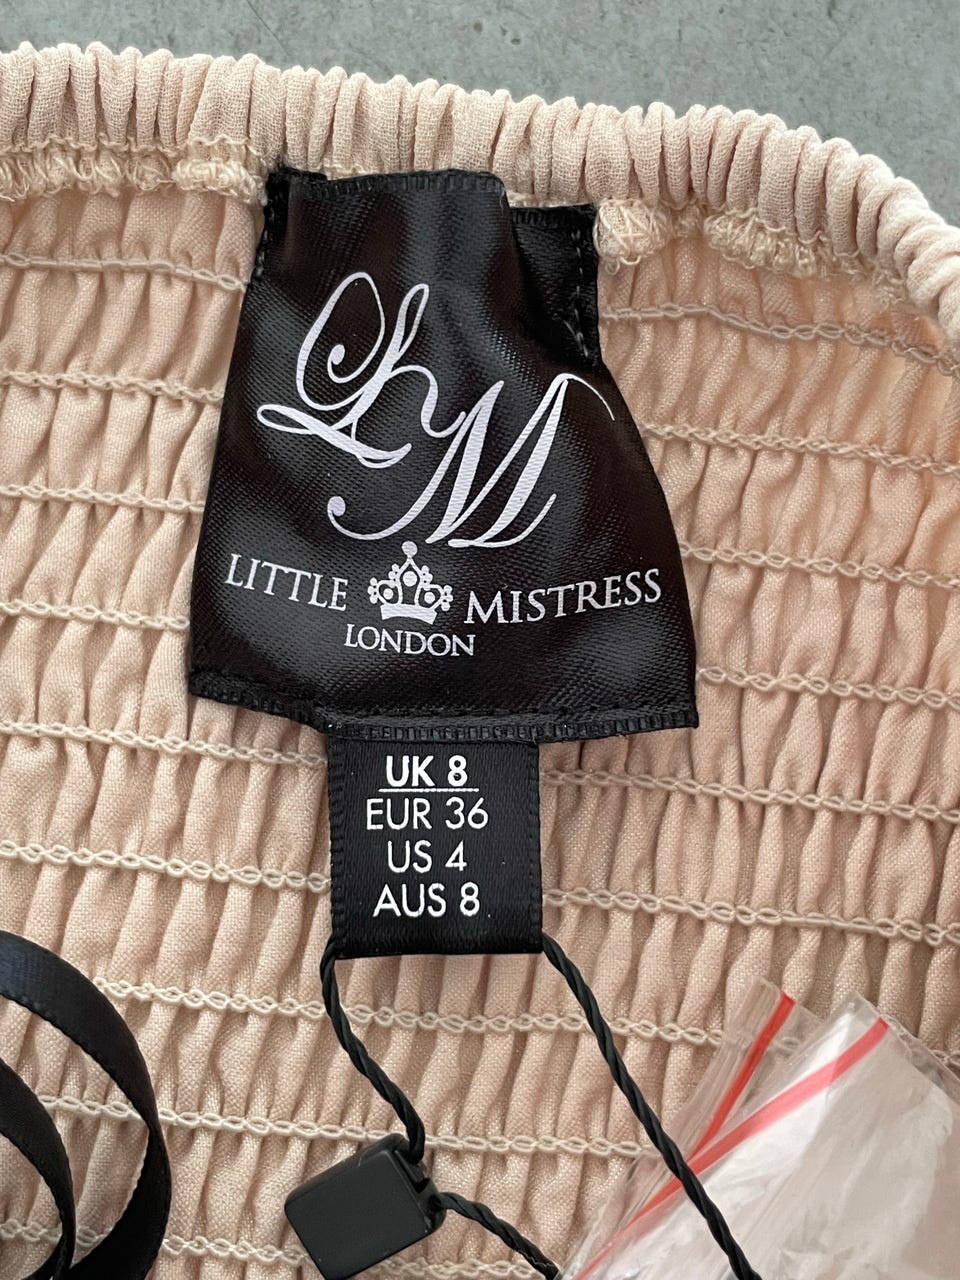 LM
LITTLE MISTRESS
LONDON
UK 8
EUR 36
US 4
AUS 8